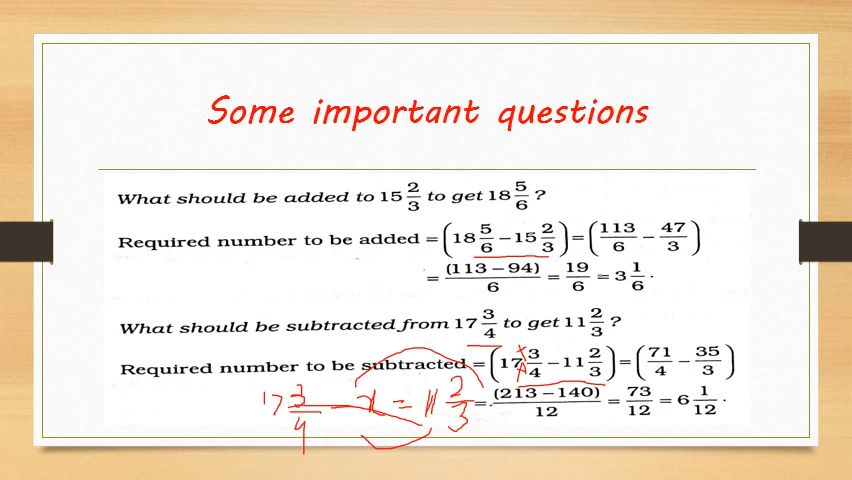 Some important questions
What should be added to 15 2/3 to get 18 5/6 ?
Required number to be added = (18 5/6 − 15 2/3) = (113/6 − 47/3)
= (113 − 94)/6 = 19/6 = 3 1/6 .
What should be subtracted from 17 3/4 to get 11 2/3 ?
Required number to be subtracted = (17 3/4 − 11 2/3) = (71/4 − 35/3)
= (213 − 140)/12 = 73/12 = 6 1/12 .
17 3/4 − x = 11 2/3